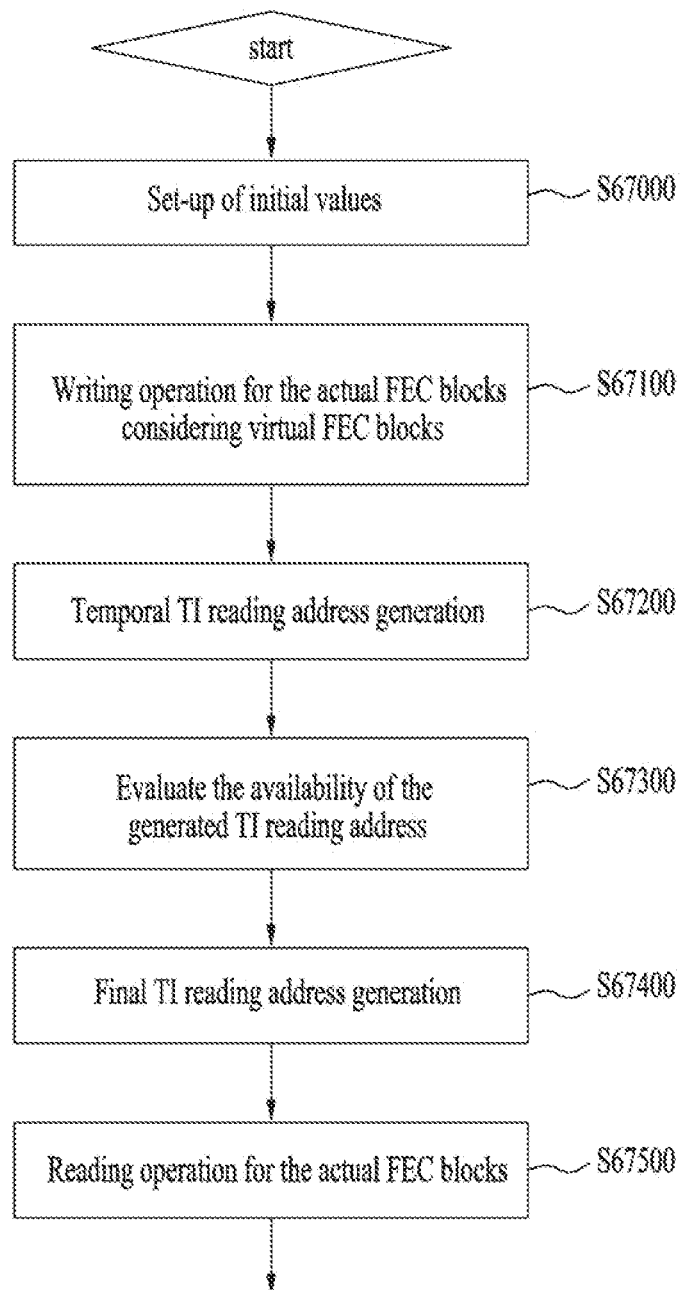 start
Set-up of initial values
S67000
Writing operation for the actual FEC blocks
considering virtual FEC blocks
S67100
Temporal TI reading address generation
S67200
Evaluate the availability of the
generated TI reading address
S67300
Final TI reading address generation
S67400
Reading operation for the actual FEC blocks
S67500